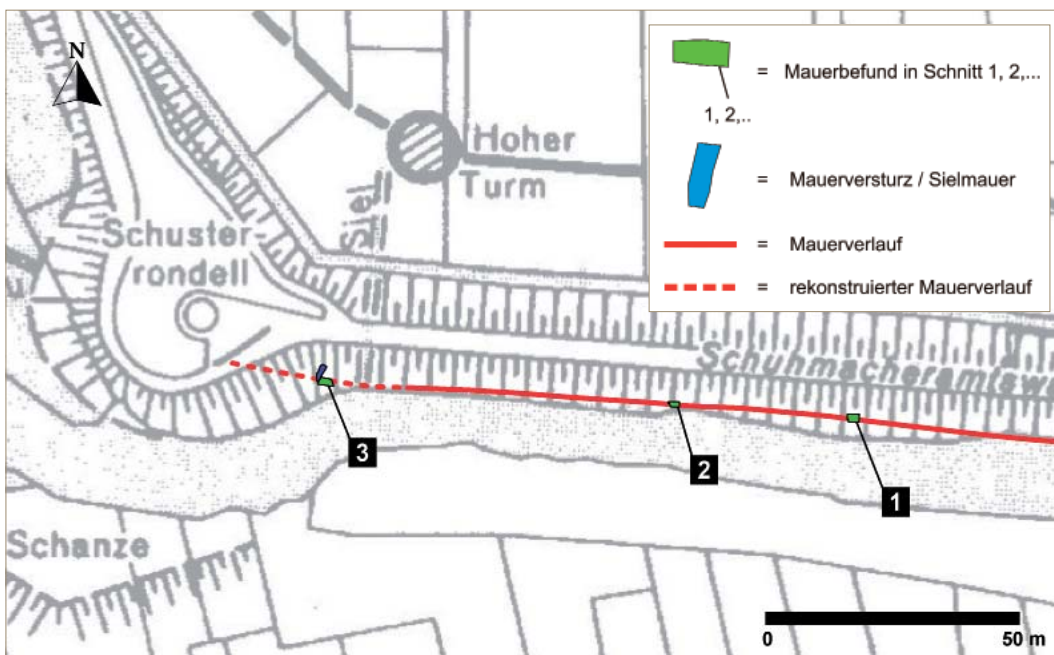 N
Hoher
Turm
Siel
Schuster-
rondell
u
Schuhmacheramtsw
Schanze
3
2
1
0
50 m
= Mauerbefund in Schnitt 1, 2,...
1, 2,..
= Mauerversturz / Sielmauer
= Mauerverlauf
= rekonstruierter Mauerverlauf